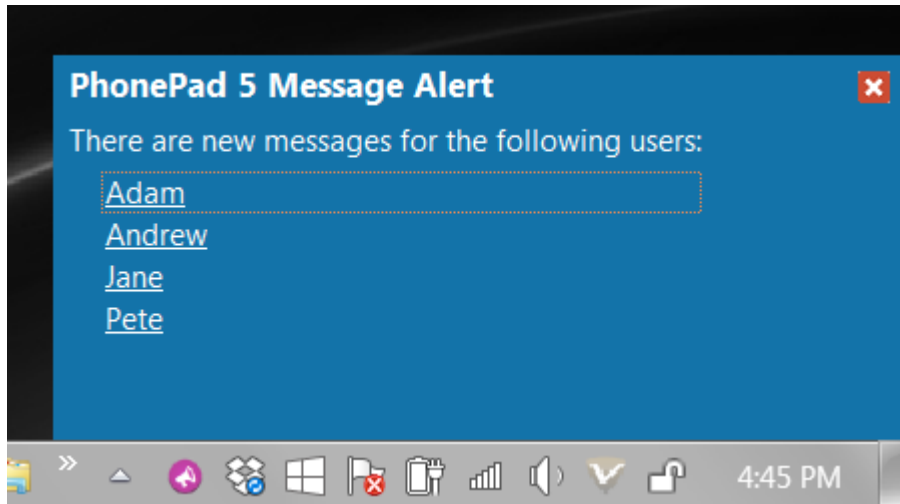 PhonePad 5 Message Alert
There are new messages for the following users:
Adam
Andrew
Jane
Pete
4:45 PM